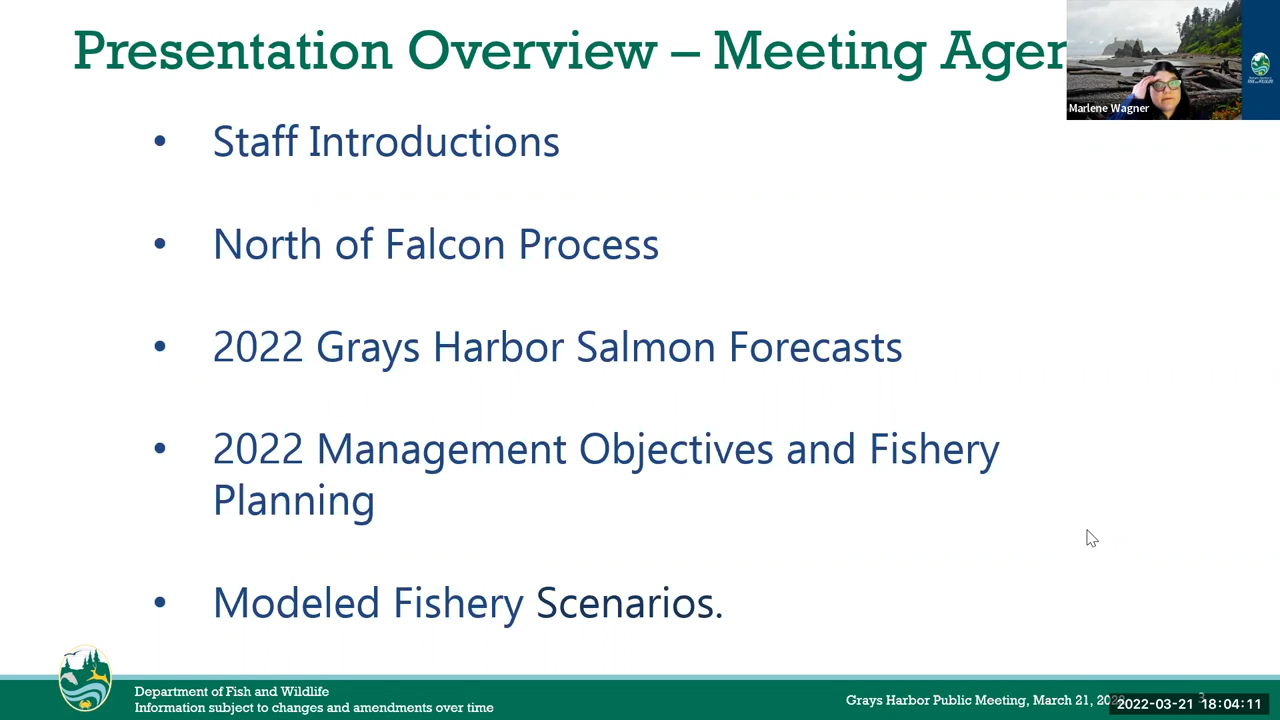 Presentation Overview – Meeting Agen
Marlene Wagner
• Staff Introductions
• North of Falcon Process
• 2022 Grays Harbor Salmon Forecasts
• 2022 Management Objectives and Fishery
Planning
• Modeled Fishery Scenarios.
Department of Fish and Wildlife
Information subject to changes and amendments over time
Grays Harbor Public Meeting, March 21, 2022
3
2022-03-21 18:04:11